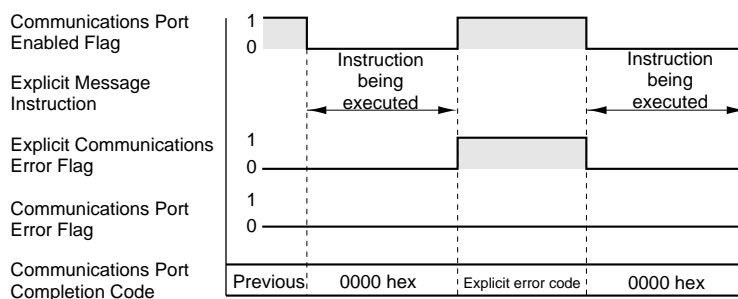 Communications Port
Enabled Flag
1
0
Instruction
being
executed
Instruction
being
executed
Explicit Message
Instruction
Explicit Communications
Error Flag
1
0
Communications Port
Error Flag
1
0
Communications Port
Completion Code
Previous
0000 hex
Explicit error code
0000 hex